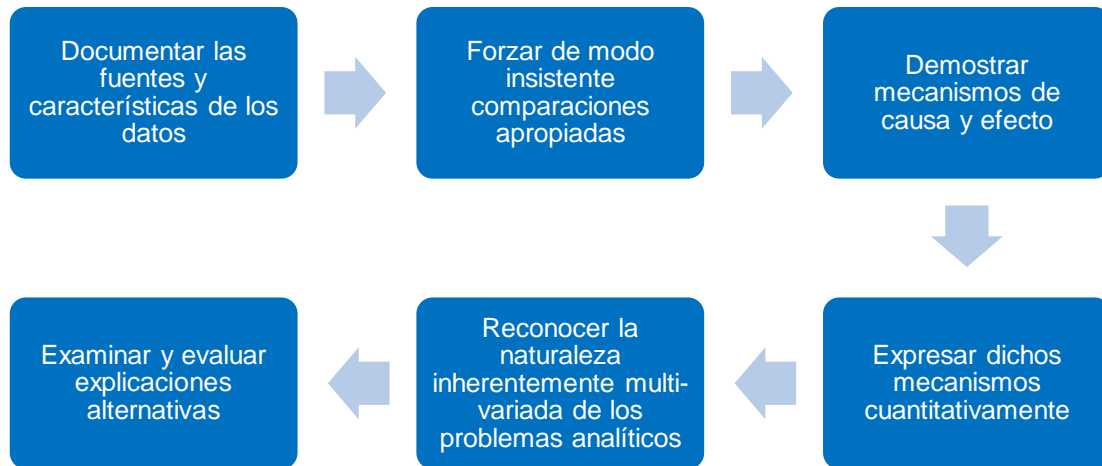 Documentar las
fuentes y
características de los
datos
Forzar de modo
insistente
comparaciones
apropiadas
Demostrar
mecanismos de
causa y efecto
Expresar dichos
mecanismos
cuantitativamente
Reconocer la
naturaleza
inherentemente multi-
variada de los
problemas analíticos
Examinar y evaluar
explicaciones
alternativas